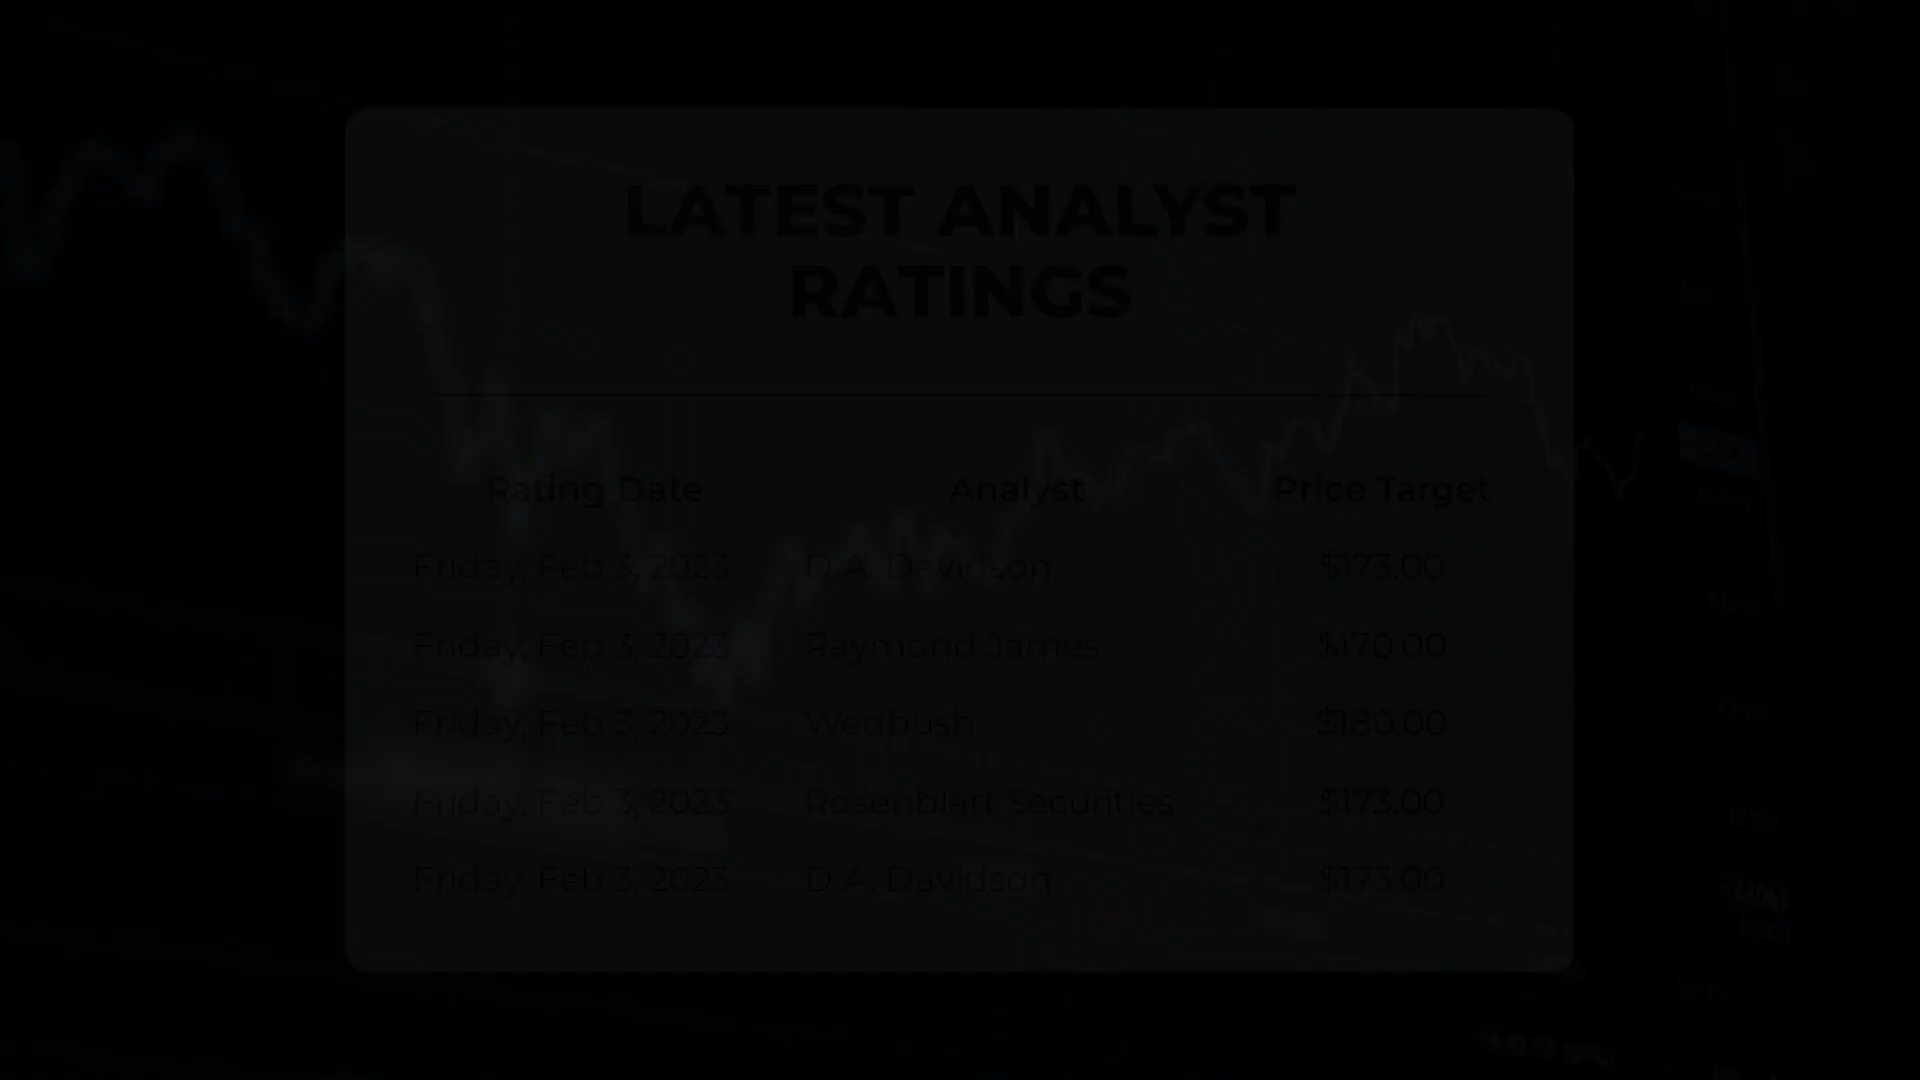 LATEST ANALYST
RATINGS
Rating Date Analyst Price Target
Friday, Feb 3, 2023 D.A. Davidson $173.00
Friday, Feb 3, 2023 Raymond James $170.00
Friday, Feb 3, 2023 Wedbush $180.00
Friday, Feb 3, 2023 Rosenblatt Securities $173.00
Friday, Feb 3, 2023 D.A. Davidson $173.00